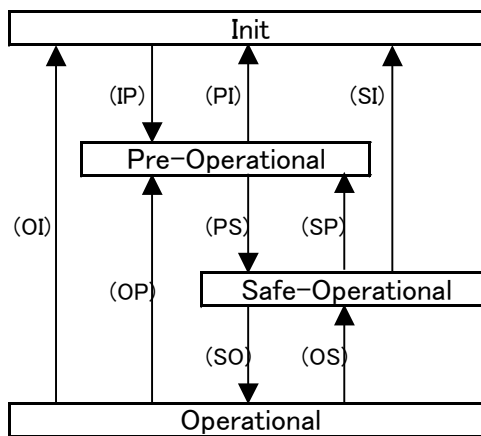 Init
(IP)
(PI)
(SI)
Pre-Operational
(OI)
(PS)
(SP)
(OP)
Safe-Operational
(SO)
(OS)
Operational